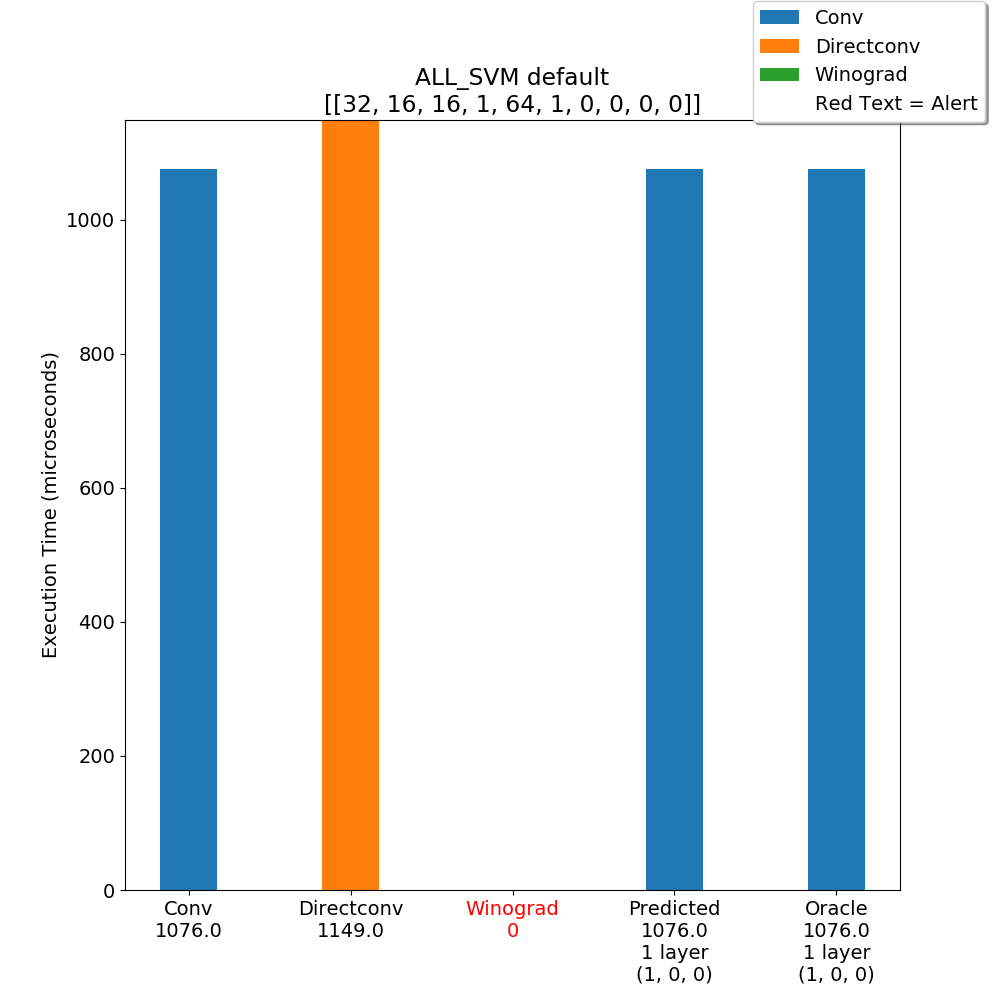 Conv
Directconv
Winograd
Red Text = Alert
ALL_SVM default
[[32, 16, 16, 1, 64, 1, 0, 0, 0, 0]]
Execution Time (microseconds)
1000
800
600
400
200
0
Conv Directconv Winograd Predicted Oracle
1076.0 1149.0 0 1076.0 1076.0
1 layer 1 layer
(1, 0, 0) (1, 0, 0)